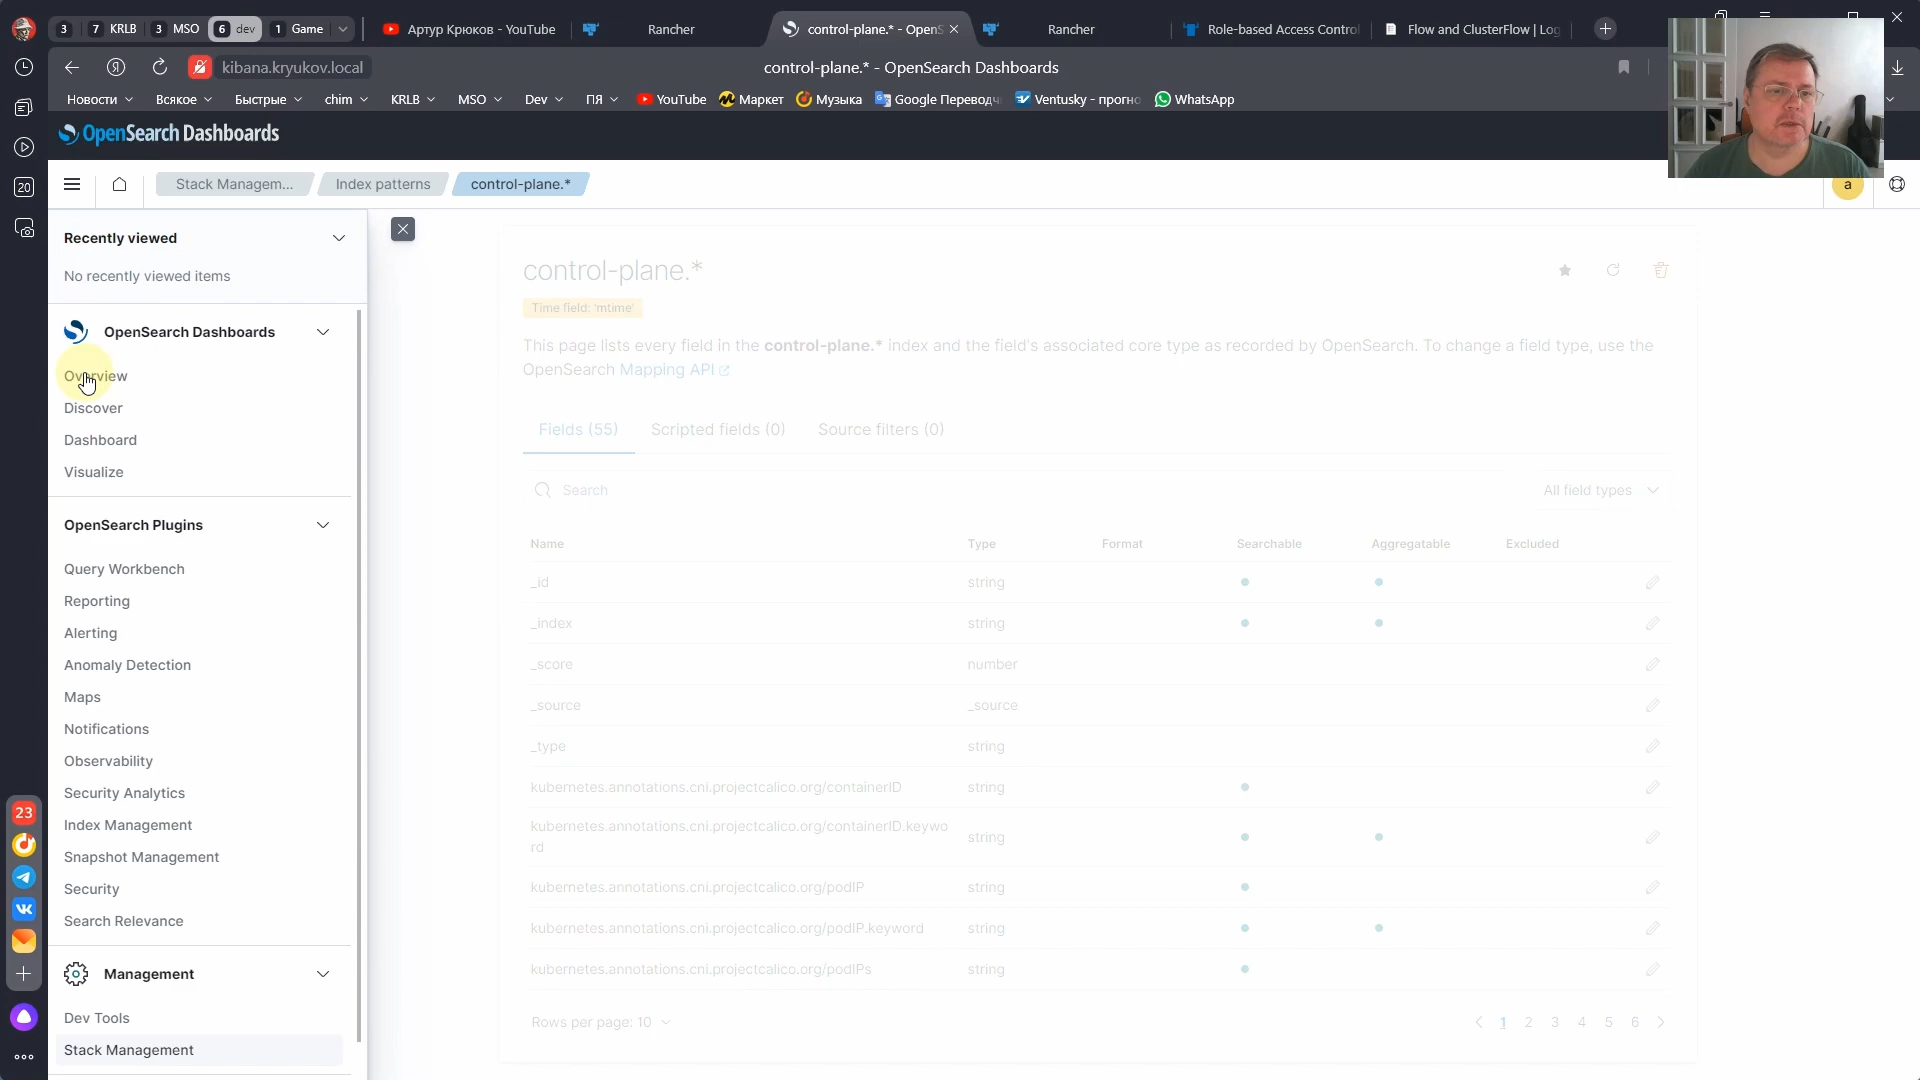 3
7 KRLB
3 MSO
6 dev
1 Game
Артур Крюков - YouTube
Rancher
control-plane.* - OpenS
Rancher
Role-based Access Control
Flow and ClusterFlow | Log
kibana.kryukov.local
control-plane.* - OpenSearch Dashboards
Новости
Всякое
Быстрые
chim
KRLB
MSO
Dev
ПЯ
YouTube
Маркет
Музыка
Google Переводч
Ventusky - прогно
WhatsApp
OpenSearch Dashboards
20
Stack Managem...
Index patterns
control-plane.*
a
Recently viewed
No recently viewed items
OpenSearch Dashboards
Overview
Discover
Dashboard
Visualize
OpenSearch Plugins
Query Workbench
Reporting
Alerting
Anomaly Detection
Maps
Notifications
Observability
Security Analytics
Index Management
Snapshot Management
Security
Search Relevance
Management
Dev Tools
Stack Management
23
control-plane.*
Time field: 'mtime'
This page lists every field in the control-plane.* index and the field's associated core type as recorded by OpenSearch. To change a field type, use the
OpenSearch Mapping API
Fields (55)
Scripted fields (0)
Source filters (0)
Search
All field types
Name Type Format Searchable Aggregatable Excluded
_id string
_index string
_score number
_source _source
_type string
kubernetes.annotations.cni.projectcalico.org/containerID string
kubernetes.annotations.cni.projectcalico.org/containerID.keywo
rd string
kubernetes.annotations.cni.projectcalico.org/podIP string
kubernetes.annotations.cni.projectcalico.org/podIP.keyword string
kubernetes.annotations.cni.projectcalico.org/podIPs string
Rows per page: 10
1 2 3 4 5 6